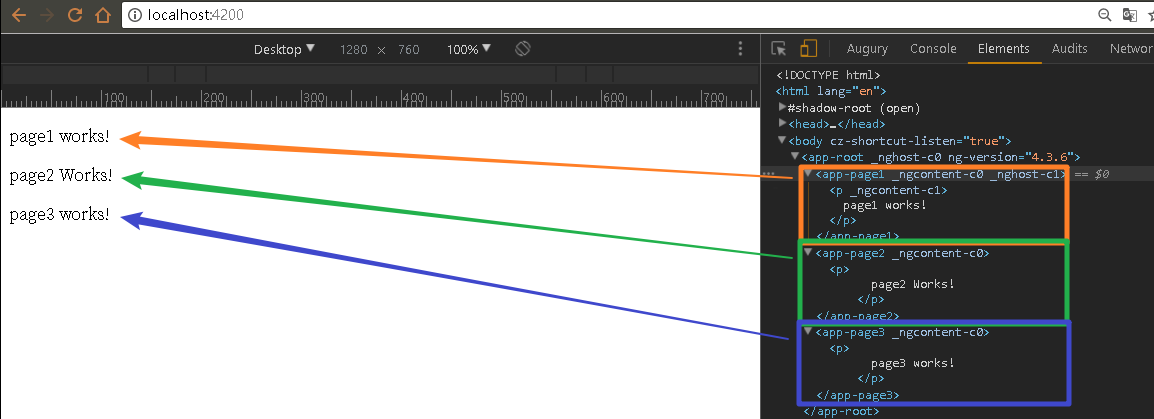 localhost:4200
Desktop ▼ 1280 × 760 100% ▼
Augury Console Elements Audits Networ
100 200 300 400 500 600 700
page1 works!
page2 Works!
page3 works!
<!DOCTYPE html>
<html lang="en">
▶#shadow-root (open)
▶<head>…</head>
▼<body cz-shortcut-listen="true">
▼<app-root _nghost-c0 ng-version="4.3.6">
… ▼<app-page1 _ngcontent-c0 _nghost-c1> == $0
<p _ngcontent-c1>
page1 works!
</p>
</app-page1>
▼<app-page2 _ngcontent-c0>
<p>
page2 Works!
</p>
</app-page2>
▼<app-page3 _ngcontent-c0>
<p>
page3 works!
</p>
</app-page3>
</app-root>